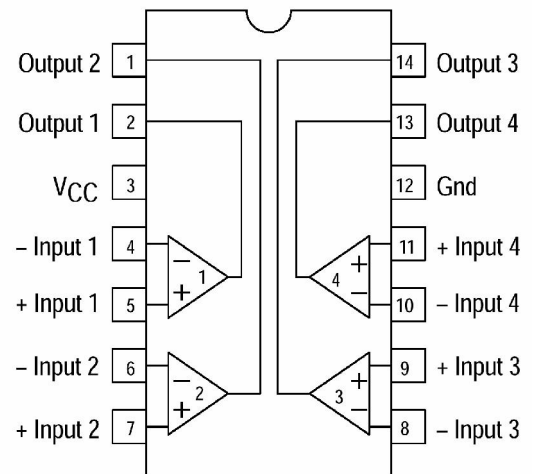 Output 2 1 14 Output 3
Output 1 2 13 Output 4
VCC 3 12 Gnd
– Input 1 4 – 11 + Input 4
1 + 4
+ Input 1 5 + – 10 – Input 4
– Input 2 6 – + 9 + Input 3
2 3
+ Input 2 7 + – 8 – Input 3